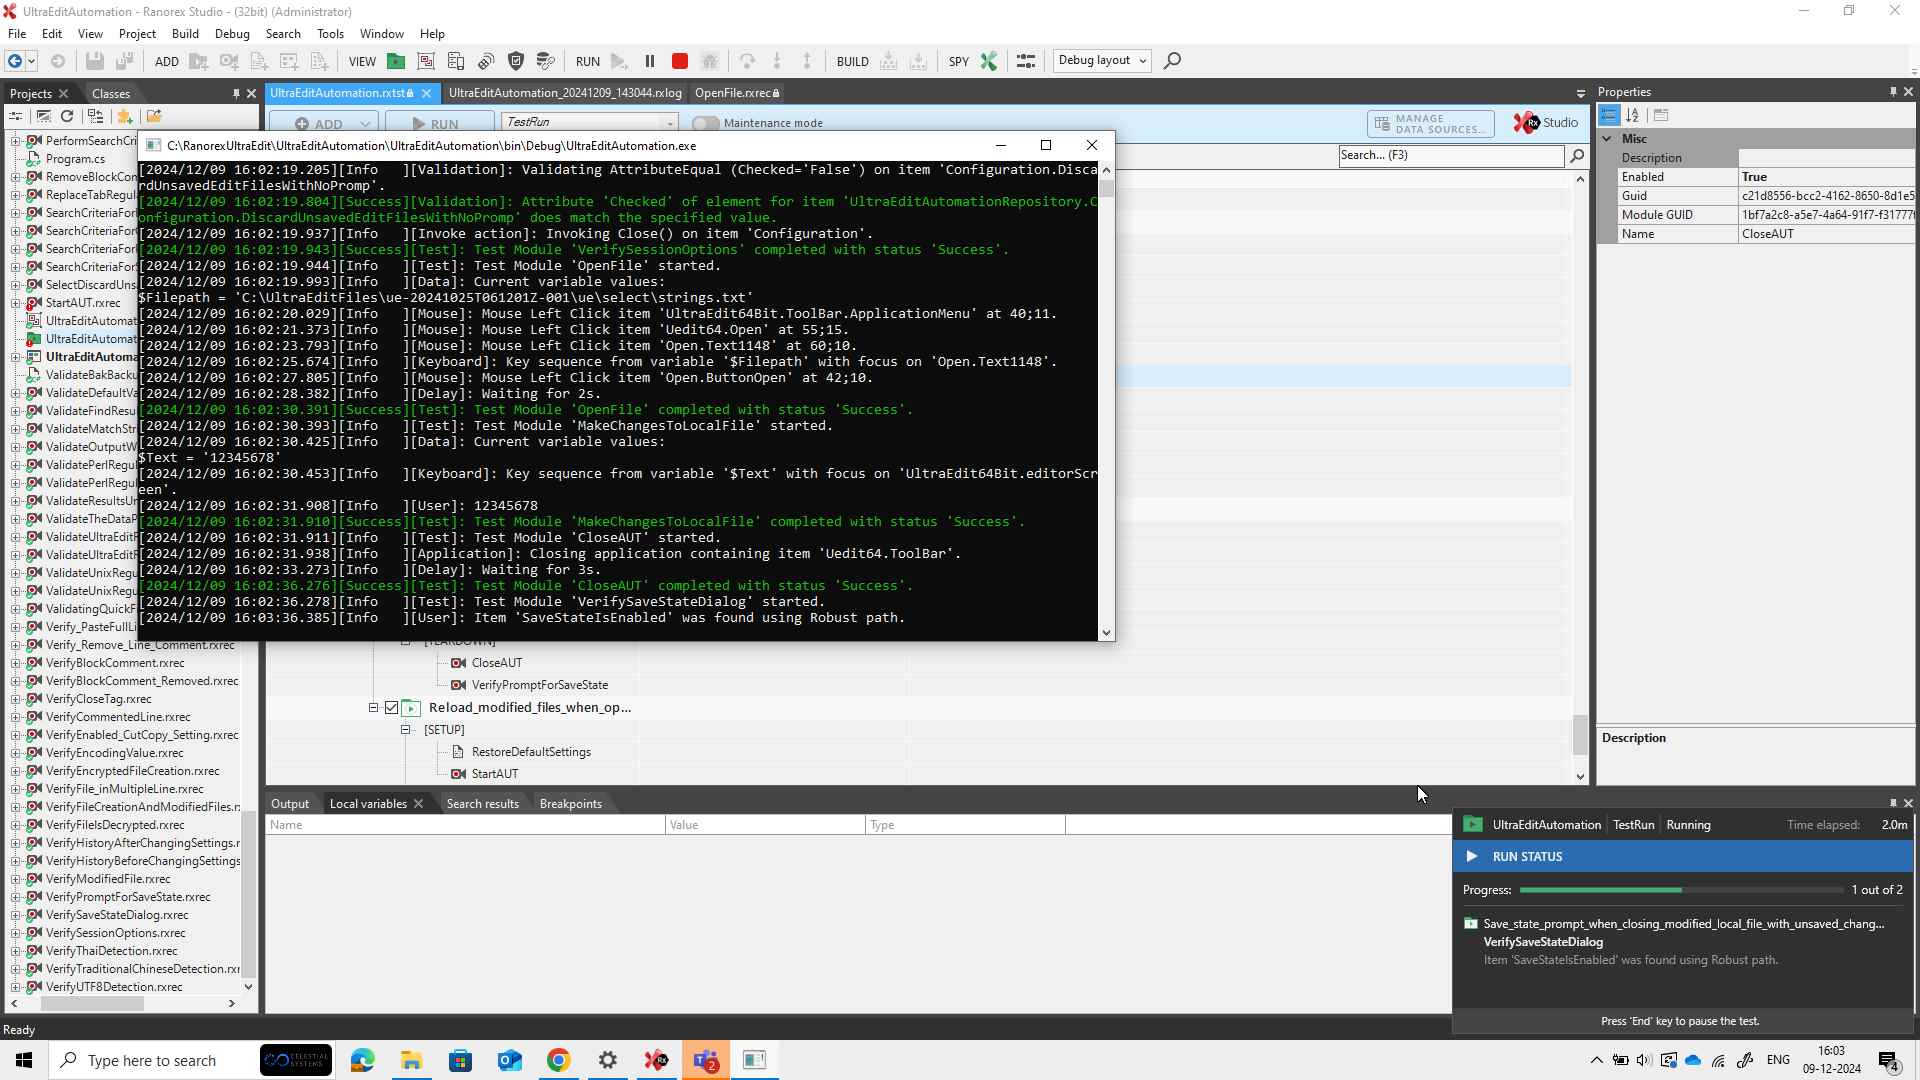 UltraEditAutomation - Ranorex Studio - (32bit) (Administrator)
File Edit View Project Build Debug Search Tools Window Help
ADD VIEW RUN BUILD SPY Debug layout
Projects Classes
UltraEditAutomation.rxtst UltraEditAutomation_20241209_143044.rxlog OpenFile.rxrec
ADD RUN TestRun Maintenance mode MANAGE DATA SOURCES... Studio
Search... (F3)
PerformSearchCri
Program.cs
RemoveBlockCon
ReplaceTabRegul
SearchCriteriaFor
SearchCriteriaFor
SearchCriteriaFor
SearchCriteriaFor
SelectDiscardUns
StartAUT.rxrec
UltraEditAutomat
UltraEditAutomat
UltraEditAutoma
ValidateBakBacku
ValidateDefaultVa
ValidateFindResu
ValidateMatchStr
ValidateOutputW
ValidatePerlRegul
ValidatePerlRegul
ValidateResultsUn
ValidateTheDataP
ValidateUltraEditF
ValidateUltraEditF
ValidateUnixRegu
ValidateUnixRegu
ValidatingQuickF
Verify_PasteFullLi
Verify_Remove_Line_Comment.rxrec
VerifyBlockComment.rxrec
VerifyBlockComment_Removed.rxrec
VerifyCloseTag.rxrec
VerifyCommentedLine.rxrec
VerifyEnabled_CutCopy_Setting.rxrec
VerifyEncodingValue.rxrec
VerifyEncryptedFileCreation.rxrec
VerifyFile_inMultipleLine.rxrec
VerifyFileCreationAndModifiedFiles.r
VerifyFileIsDecrypted.rxrec
VerifyHistoryAfterChangingSettings.r
VerifyHistoryBeforeChangingSettings
VerifyModifiedFile.rxrec
VerifyPromptForSaveState.rxrec
VerifySaveStateDialog.rxrec
VerifySessionOptions.rxrec
VerifyThaiDetection.rxrec
VerifyTraditionalChineseDetection.rxr
VerifyUTF8Detection.rxrec
C:\RanorexUltraEdit\UltraEditAutomation\UltraEditAutomation\bin\Debug\UltraEditAutomation.exe
[2024/12/09 16:02:19.205][Info   ][Validation]: Validating AttributeEqual (Checked='False') on item 'Configuration.Disca
rdUnsavedEditFilesWithNoPromp'.
[2024/12/09 16:02:19.804][Success][Validation]: Attribute 'Checked' of element for item 'UltraEditAutomationRepository.C
onfiguration.DiscardUnsavedEditFilesWithNoPromp' does match the specified value.
[2024/12/09 16:02:19.937][Info   ][Invoke action]: Invoking Close() on item 'Configuration'.
[2024/12/09 16:02:19.943][Success][Test]: Test Module 'VerifySessionOptions' completed with status 'Success'.
[2024/12/09 16:02:19.944][Info   ][Test]: Test Module 'OpenFile' started.
[2024/12/09 16:02:19.993][Info   ][Data]: Current variable values:
$Filepath = 'C:\UltraEditFiles\ue-20241025T061201Z-001\ue\select\strings.txt'
[2024/12/09 16:02:20.029][Info   ][Mouse]: Mouse Left Click item 'UltraEdit64Bit.ToolBar.ApplicationMenu' at 40;11.
[2024/12/09 16:02:21.373][Info   ][Mouse]: Mouse Left Click item 'Uedit64.Open' at 55;15.
[2024/12/09 16:02:23.793][Info   ][Mouse]: Mouse Left Click item 'Open.Text1148' at 60;10.
[2024/12/09 16:02:25.674][Info   ][Keyboard]: Key sequence from variable '$Filepath' with focus on 'Open.Text1148'.
[2024/12/09 16:02:27.805][Info   ][Mouse]: Mouse Left Click item 'Open.ButtonOpen' at 42;10.
[2024/12/09 16:02:28.382][Info   ][Delay]: Waiting for 2s.
[2024/12/09 16:02:30.391][Success][Test]: Test Module 'OpenFile' completed with status 'Success'.
[2024/12/09 16:02:30.393][Info   ][Test]: Test Module 'MakeChangesToLocalFile' started.
[2024/12/09 16:02:30.425][Info   ][Data]: Current variable values:
$Text = '12345678'
[2024/12/09 16:02:30.453][Info   ][Keyboard]: Key sequence from variable '$Text' with focus on 'UltraEdit64Bit.editorScr
een'.
[2024/12/09 16:02:31.908][Info   ][User]: 12345678
[2024/12/09 16:02:31.910][Success][Test]: Test Module 'MakeChangesToLocalFile' completed with status 'Success'.
[2024/12/09 16:02:31.911][Info   ][Test]: Test Module 'CloseAUT' started.
[2024/12/09 16:02:31.938][Info   ][Application]: Closing application containing item 'Uedit64.ToolBar'.
[2024/12/09 16:02:33.273][Info   ][Delay]: Waiting for 3s.
[2024/12/09 16:02:36.276][Success][Test]: Test Module 'CloseAUT' completed with status 'Success'.
[2024/12/09 16:02:36.278][Info   ][Test]: Test Module 'VerifySaveStateDialog' started.
[2024/12/09 16:03:36.385][Info   ][User]: Item 'SaveStateIsEnabled' was found using Robust path.
[TEARDOWN]
CloseAUT
VerifyPromptForSaveState
Reload_modified_files_when_op...
[SETUP]
RestoreDefaultSettings
StartAUT
Output Local variables Search results Breakpoints
Name Value Type
Properties
Misc
Description
Enabled True
Guid c21d8556-bcc2-4162-8650-8d1e5
Module GUID 1bf7a2c8-a5e7-4a64-91f7-f31777
Name CloseAUT
Description
UltraEditAutomation TestRun Running Time elapsed: 2.0m
RUN STATUS
Progress: 1 out of 2
Save_state_prompt_when_closing_modified_local_file_with_unsaved_chang...
VerifySaveStateDialog
Item 'SaveStateIsEnabled' was found using Robust path.
Press 'End' key to pause the test.
Ready
Type here to search CELESTIAL SYSTEMS 2 ENG 16:03 09-12-2024 4